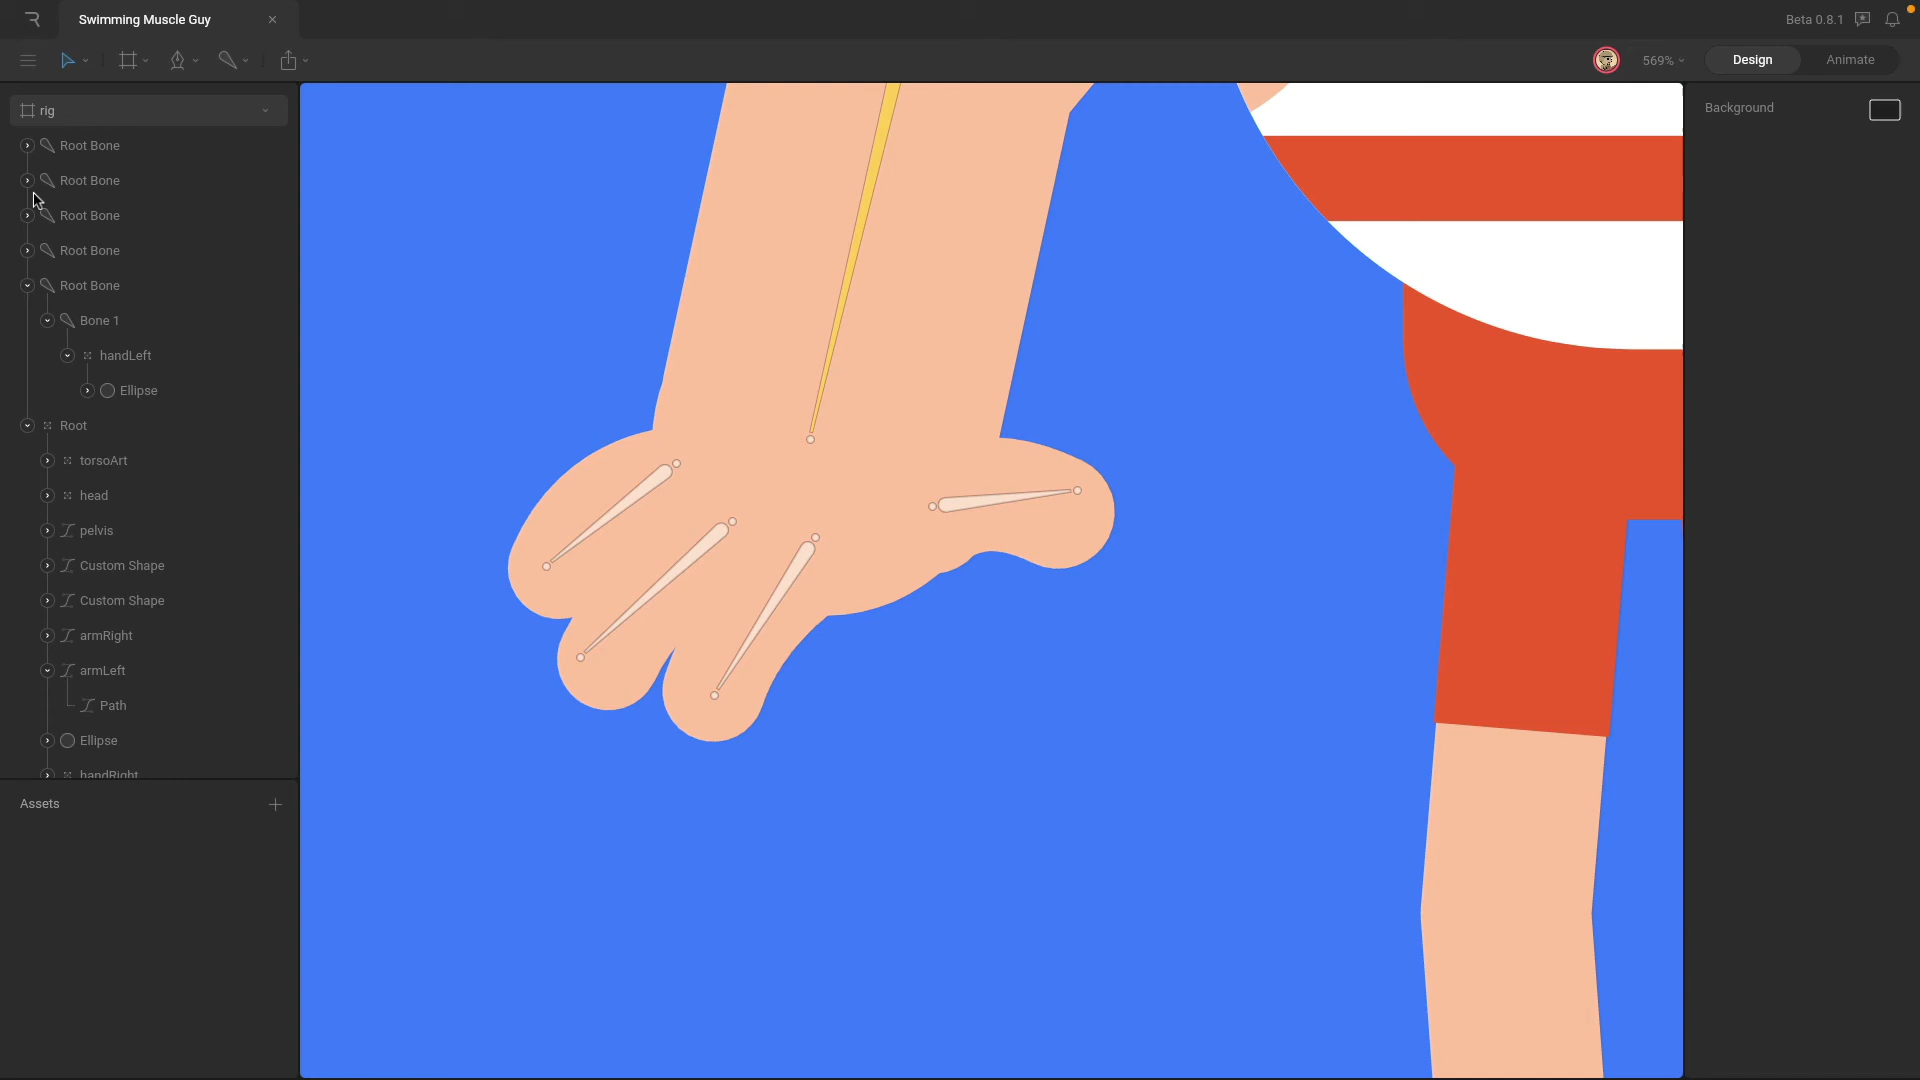 Swimming Muscle Guy
Beta 0.8.1
569%
Design
Animate
rig
Background
Root Bone
Root Bone
Root Bone
Root Bone
Root Bone
Bone 1
handLeft
Ellipse
Root
torsoArt
head
pelvis
Custom Shape
Custom Shape
armRight
armLeft
Path
Ellipse
handRight
Assets